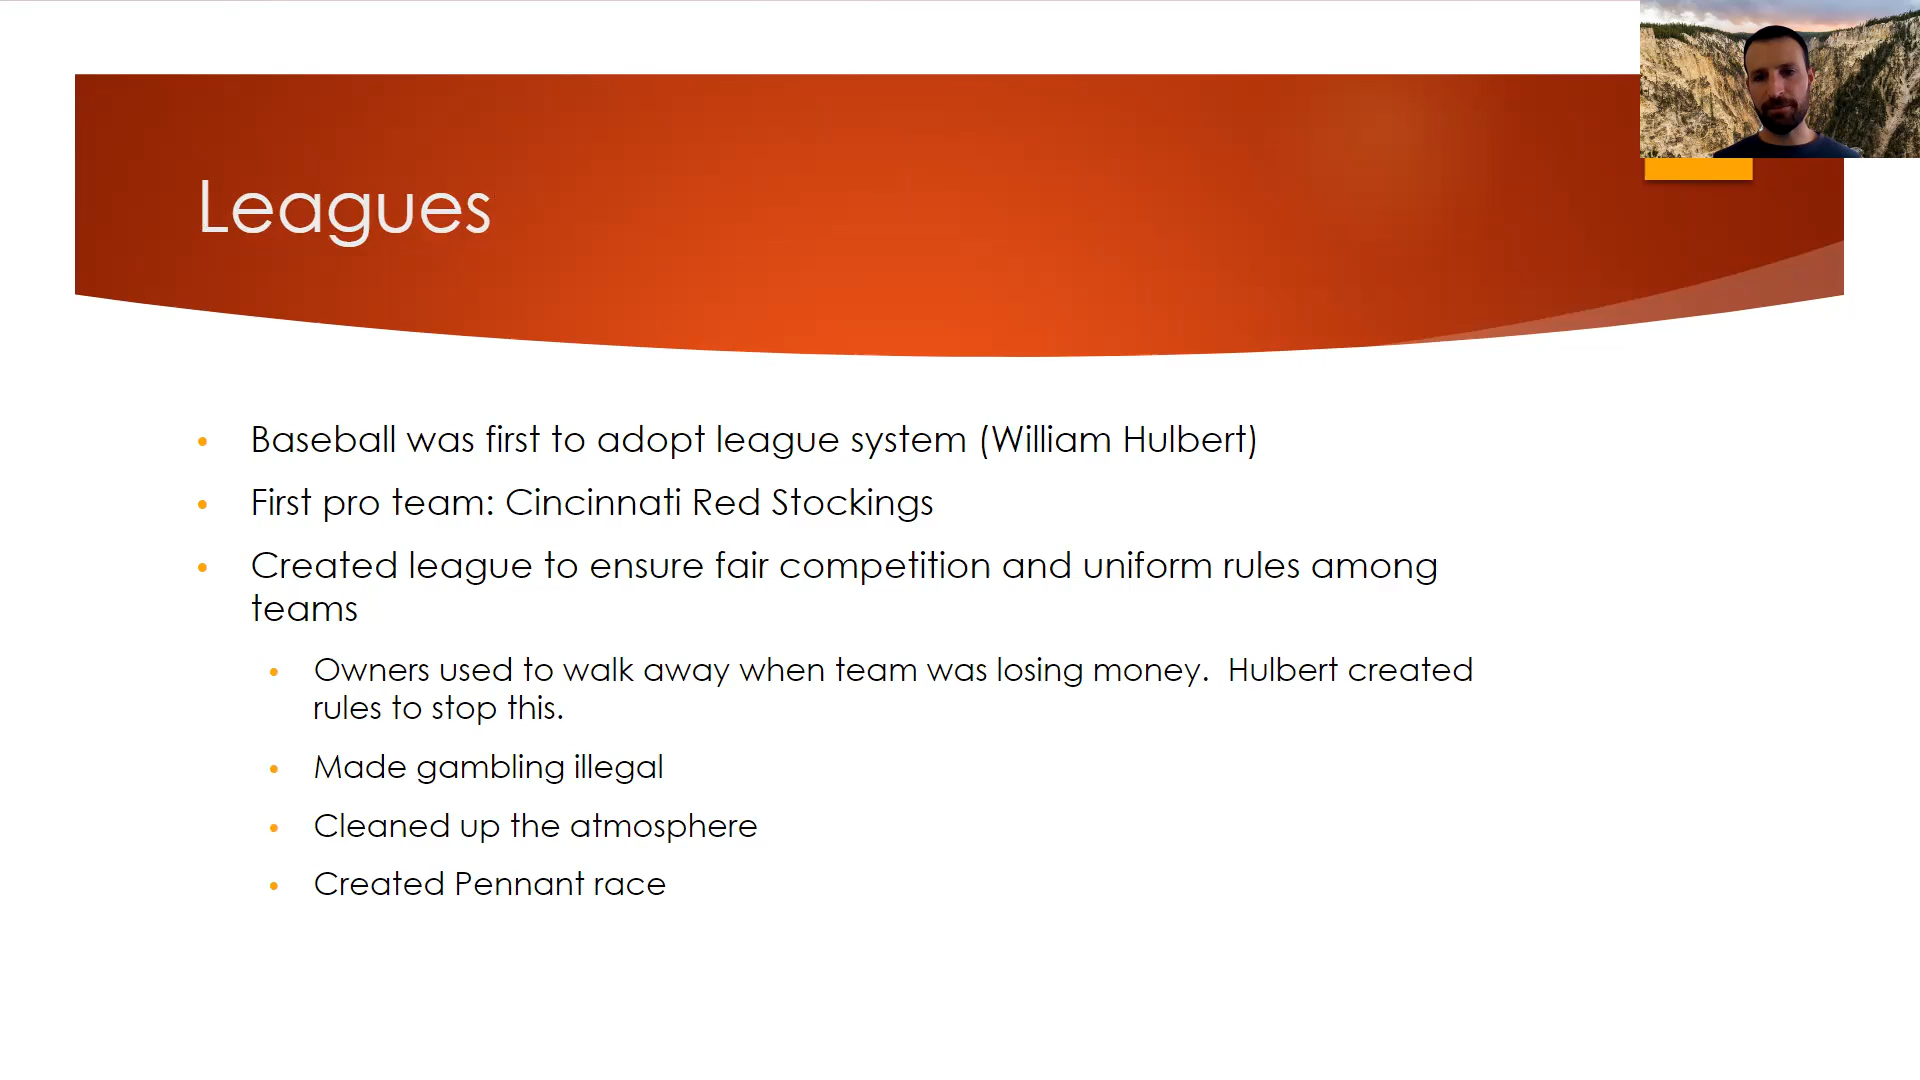 Leagues
• Baseball was first to adopt league system (William Hulbert)
• First pro team: Cincinnati Red Stockings
• Created league to ensure fair competition and uniform rules among
teams
• Owners used to walk away when team was losing money.  Hulbert created
rules to stop this.
• Made gambling illegal
• Cleaned up the atmosphere
• Created Pennant race